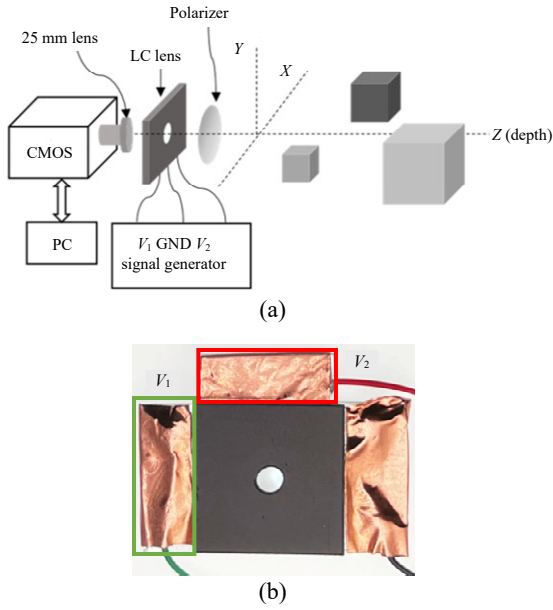 Polarizer
25 mm lens
LC lens
Y
X
Z (depth)
CMOS
PC
V1 GND V2
signal generator
(a)
V1
V2
(b)